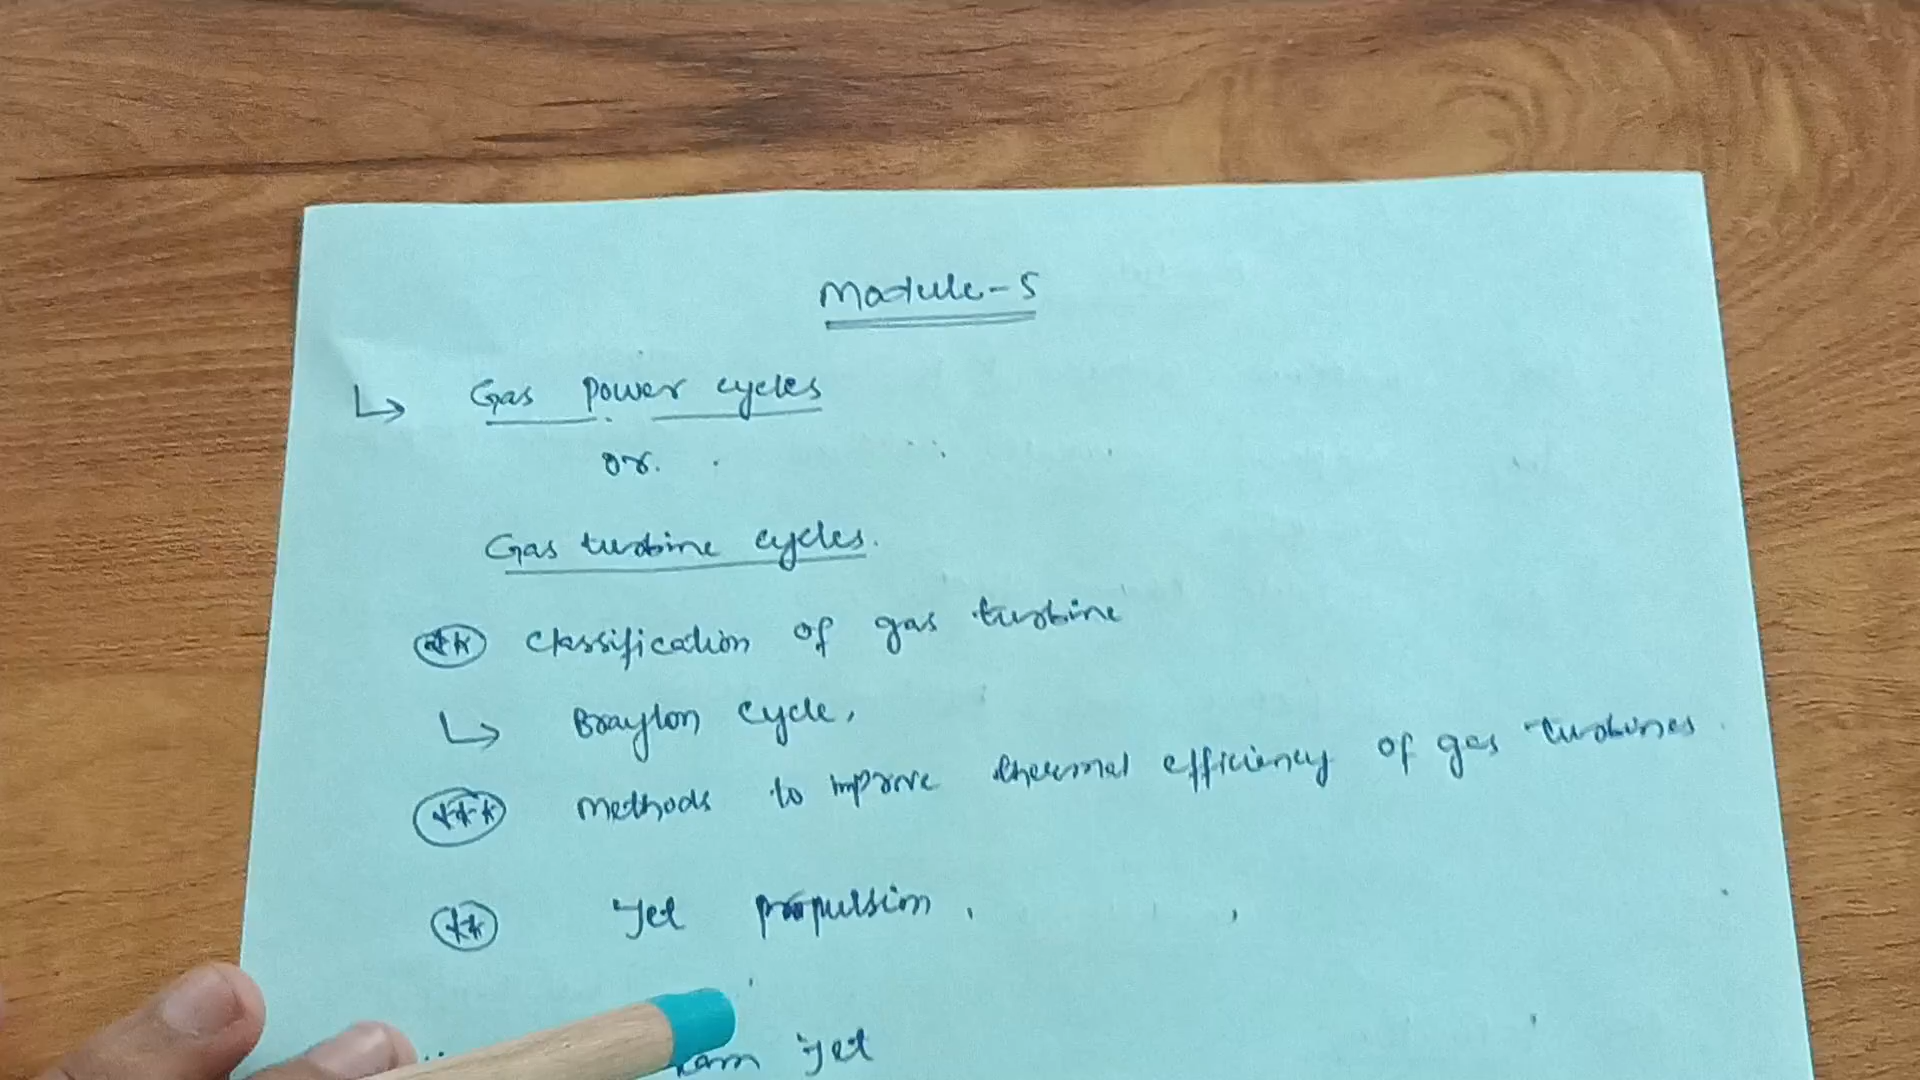 Module-5
↳ Gas power cycles
or.
Gas turbine cycles.
** classification of gas turbine
↳ Brayton cycle,
*** methods to improve thermal efficiency of gas turbines.
** Jet propulsion.
Ram Jet